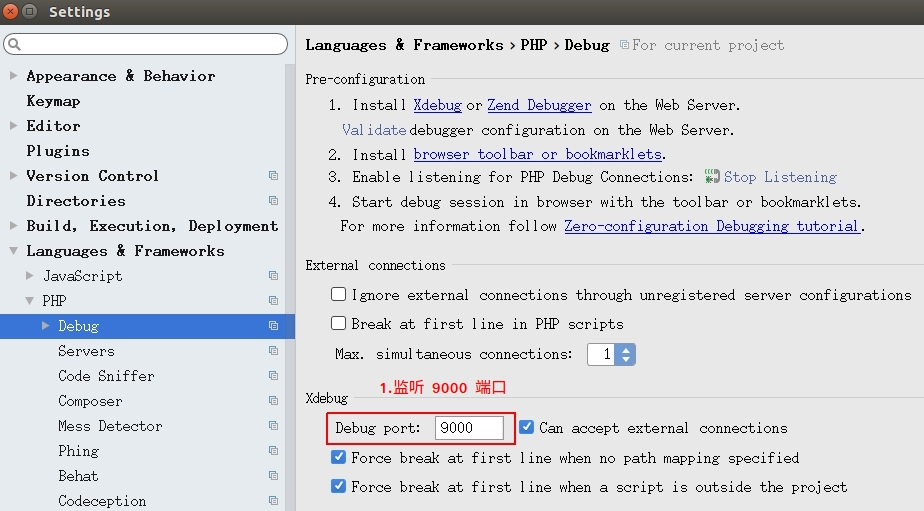 Settings
Appearance & Behavior
Keymap
Editor
Plugins
Version Control
Directories
Build, Execution, Deployment
Languages & Frameworks
JavaScript
PHP
Debug
Servers
Code Sniffer
Composer
Mess Detector
Phing
Behat
Codeception
Languages & Frameworks › PHP › Debug For current project
Pre-configuration
1. Install Xdebug or Zend Debugger on the Web Server.
Validate debugger configuration on the Web Server.
2. Install browser toolbar or bookmarklets.
3. Enable listening for PHP Debug Connections: Stop Listening
4. Start debug session in browser with the toolbar or bookmarklets.
For more information follow Zero-configuration Debugging tutorial.
External connections
Ignore external connections through unregistered server configurations
Break at first line in PHP scripts
Max. simultaneous connections: 1
1.监听 9000 端口
Xdebug
Debug port: 9000 Can accept external connections
Force break at first line when no path mapping specified
Force break at first line when a script is outside the project